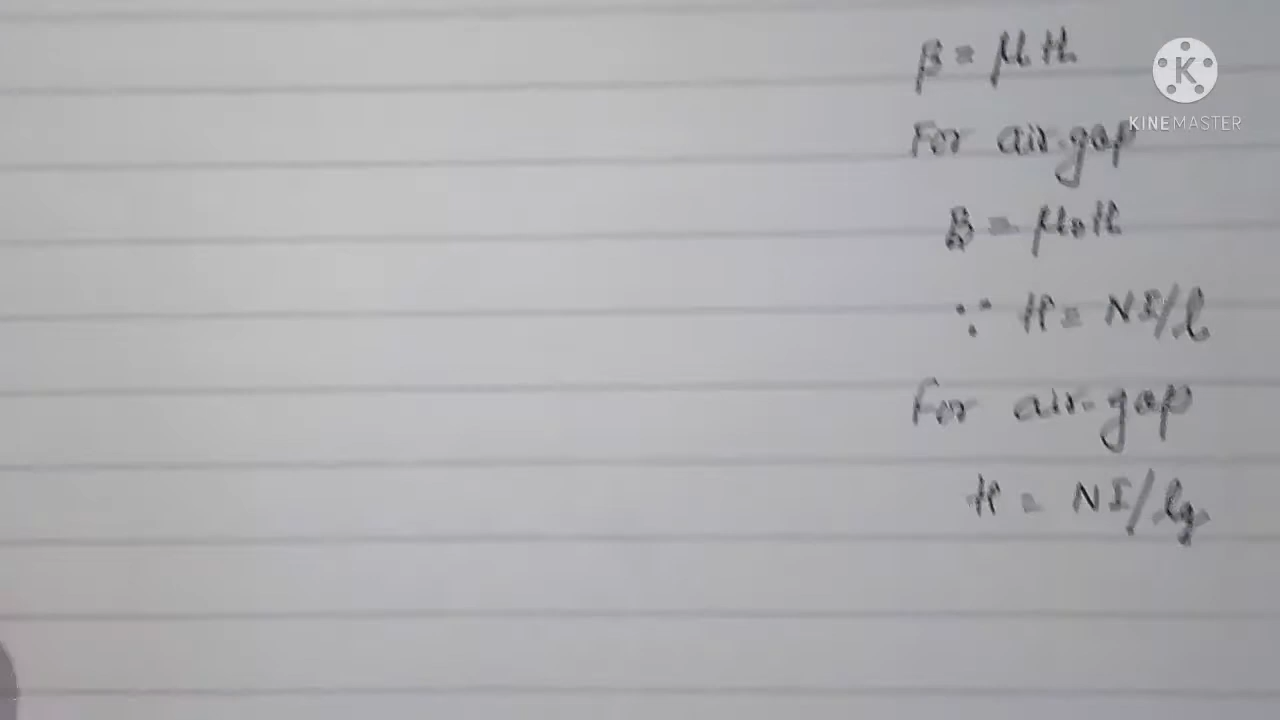 B = μH
KINEMASTER
For air-gap
B = μ₀H
∵ H = NI/l
For air-gap
H = NI/lg